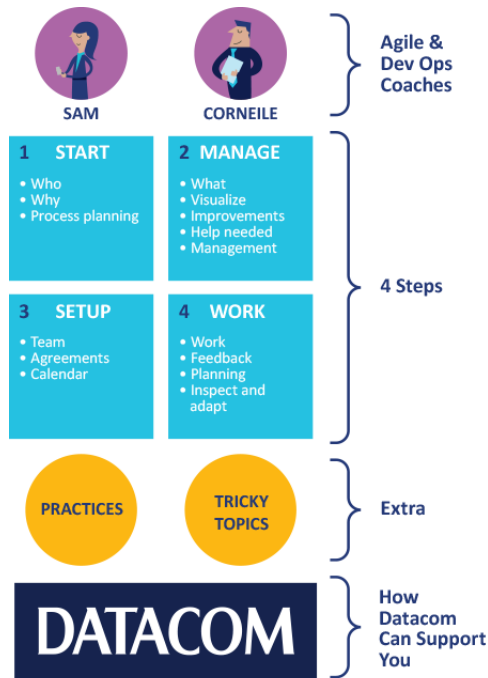 SAM
CORNEILE
Agile &
Dev Ops
Coaches
1 START
• Who
• Why
• Process planning
2 MANAGE
• What
• Visualize
• Improvements
• Help needed
• Management
3 SETUP
• Team
• Agreements
• Calendar
4 WORK
• Work
• Feedback
• Planning
• Inspect and
adapt
4 Steps
PRACTICES
TRICKY
TOPICS
Extra
DATACOM
How
Datacom
Can Support
You